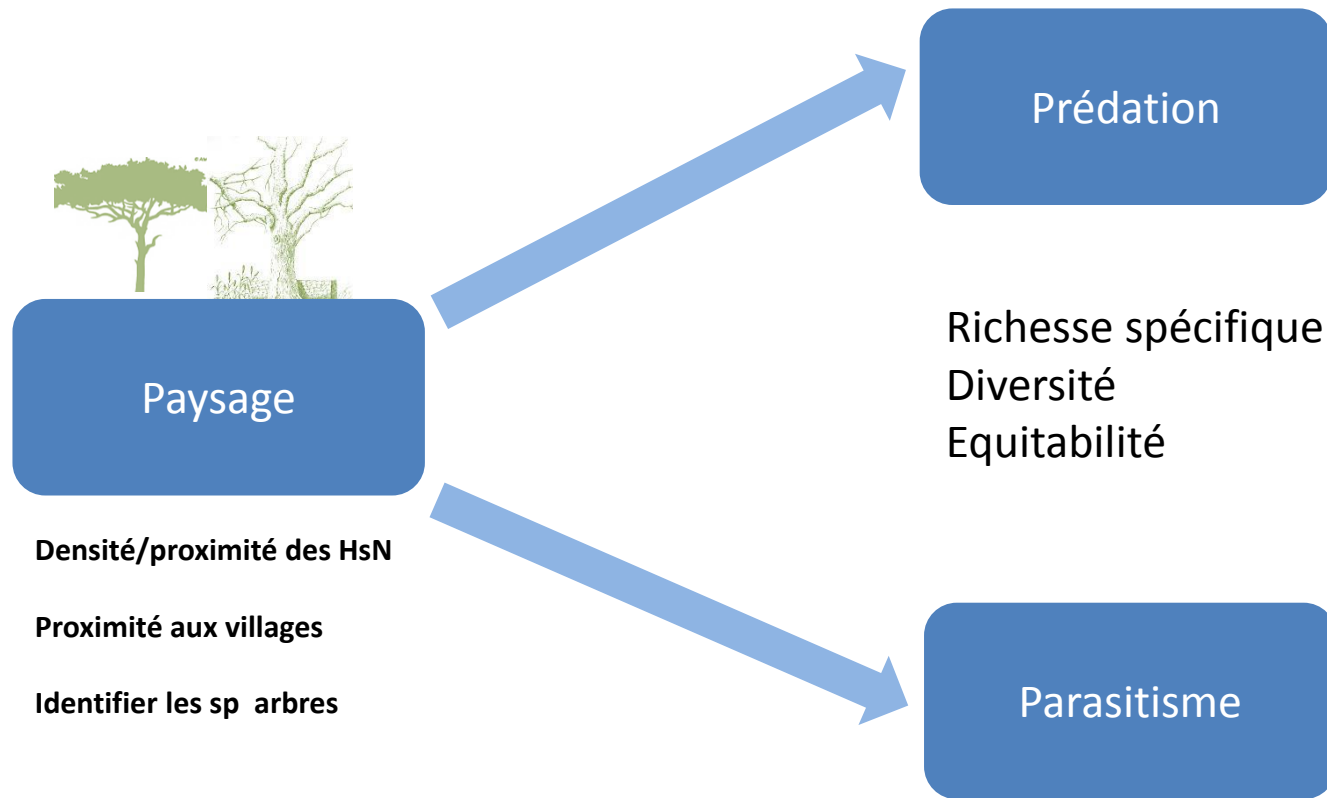 Prédation
Paysage
Richesse spécifique
Diversité
Equitabilité
Densité/proximité des HsN
Proximité aux villages
Identifier les sp arbres
Parasitisme